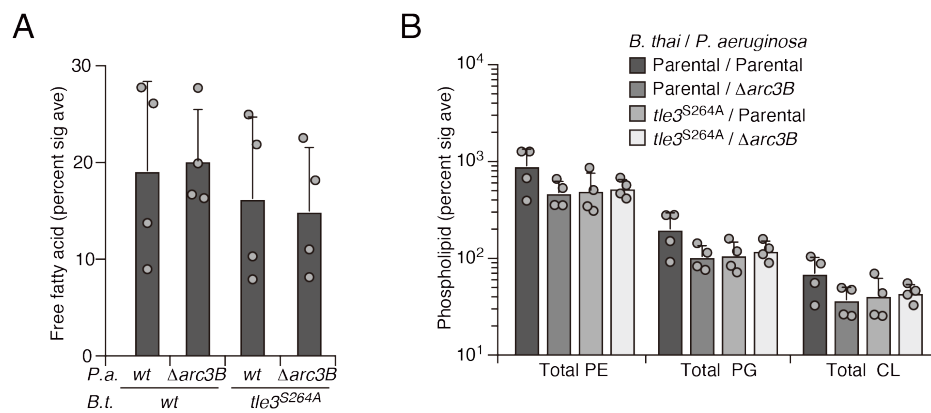 A
Free fatty acid (percent sig ave)
30
20
10
0
P.a. wt Δarc3B wt Δarc3B
B.t. wt tle3S264A
B
B. thai / P. aeruginosa
Parental / Parental
Parental / Δarc3B
tle3S264A / Parental
tle3S264A / Δarc3B
Phospholipid (percent sig ave)
10⁴
10³
10²
10¹
Total PE Total PG Total CL